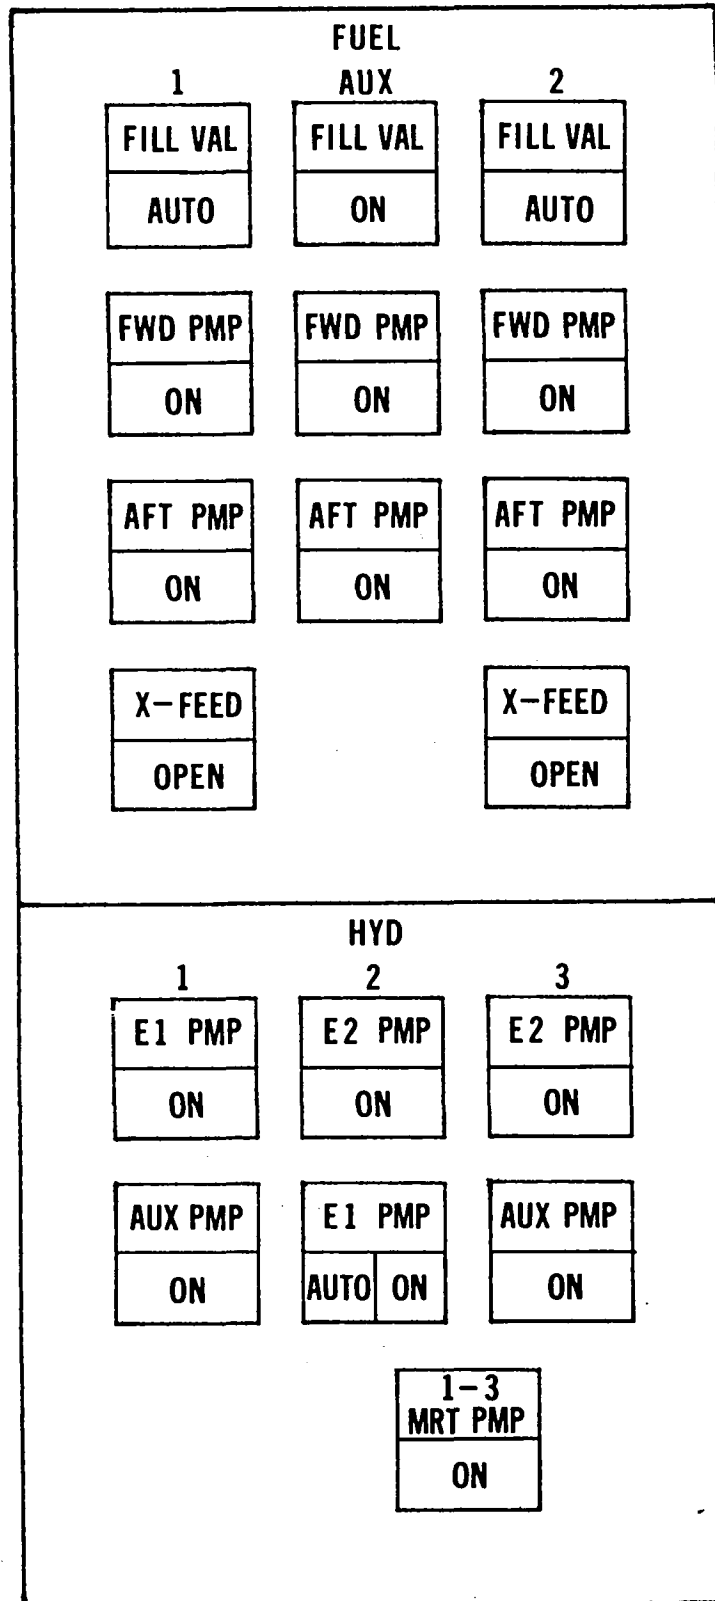 FUEL
1 AUX 2
FILL VAL FILL VAL FILL VAL
AUTO ON AUTO
FWD PMP FWD PMP FWD PMP
ON ON ON
AFT PMP AFT PMP AFT PMP
ON ON ON
X-FEED X-FEED
OPEN OPEN
HYD
1 2 3
E1 PMP E2 PMP E2 PMP
ON ON ON
AUX PMP E1 PMP AUX PMP
ON AUTO ON ON
1-3
MRT PMP
ON